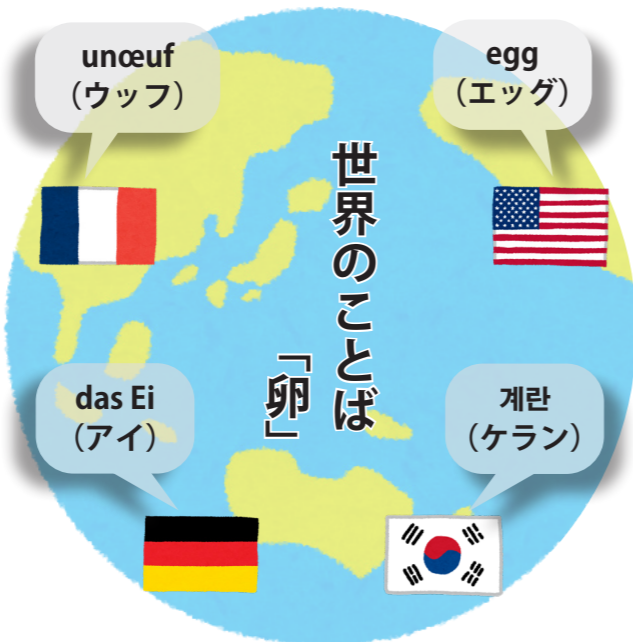 世界のことば
「卵」
unœuf
（ウッフ）
egg
（エッグ）
das Ei
（アイ）
계란
（ケラン）